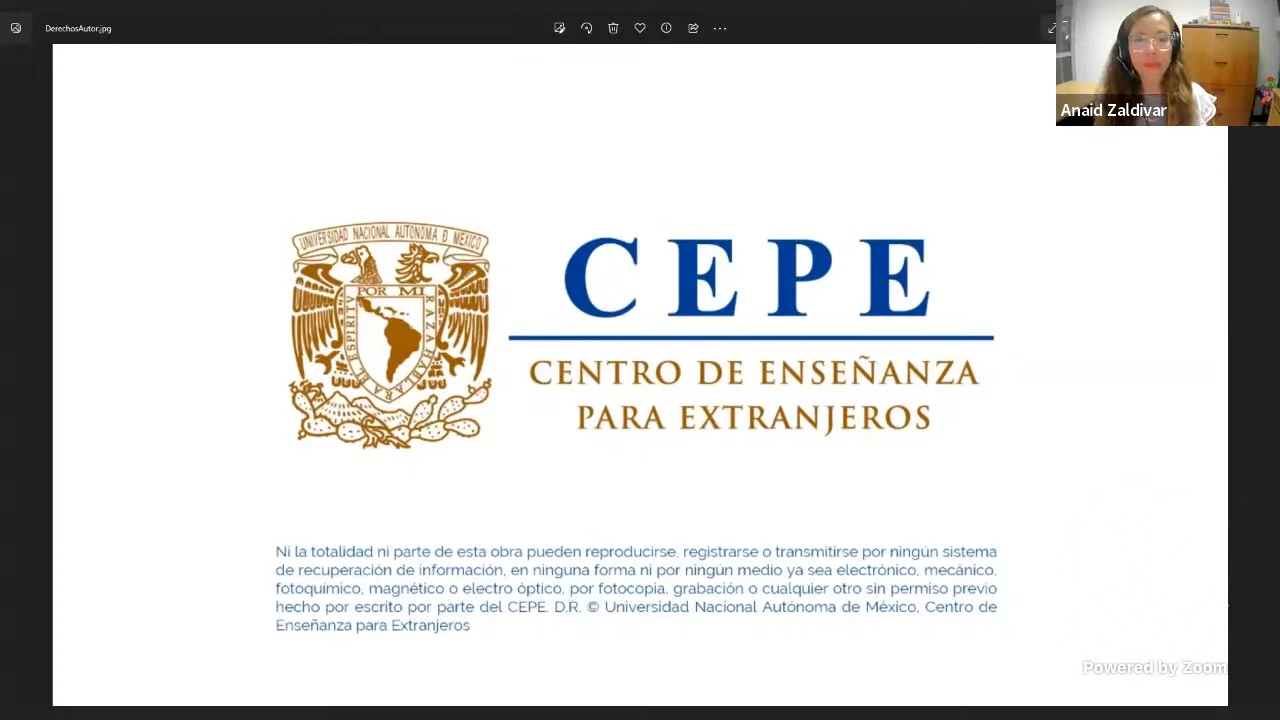 DerechosAutor.jpg
Anaid Zaldivar
UNIVERSIDAD NACIONAL AUTONOMA Ð MEXICO
POR MI
RAZA HABLARA EL
ESPIRITV
CEPE
CENTRO DE ENSEÑANZA
PARA EXTRANJEROS
Ni la totalidad ni parte de esta obra pueden reproducirse, registrarse o transmitirse por ningún sistema
de recuperación de información, en ninguna forma ni por ningún medio ya sea electrónico, mecánico,
fotoquímico, magnético o electro óptico, por fotocopia, grabación o cualquier otro sin permiso previo
hecho por escrito por parte del CEPE. D.R. © Universidad Nacional Autónoma de México, Centro de
Enseñanza para Extranjeros
Powered by Zoom